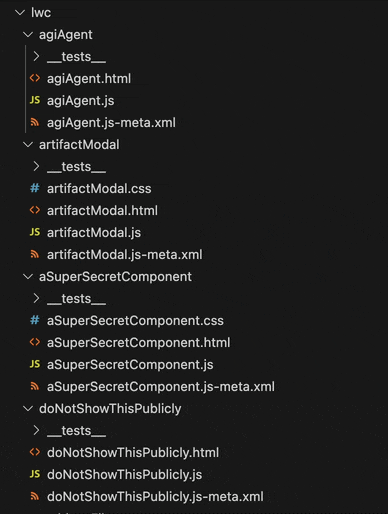 lwc
agiAgent
__tests__
<> agiAgent.html
JS agiAgent.js
agiAgent.js-meta.xml
artifactModal
__tests__
# artifactModal.css
<> artifactModal.html
JS artifactModal.js
artifactModal.js-meta.xml
aSuperSecretComponent
__tests__
# aSuperSecretComponent.css
<> aSuperSecretComponent.html
JS aSuperSecretComponent.js
aSuperSecretComponent.js-meta.xml
doNotShowThisPublicly
__tests__
<> doNotShowThisPublicly.html
JS doNotShowThisPublicly.js
doNotShowThisPublicly.js-meta.xml